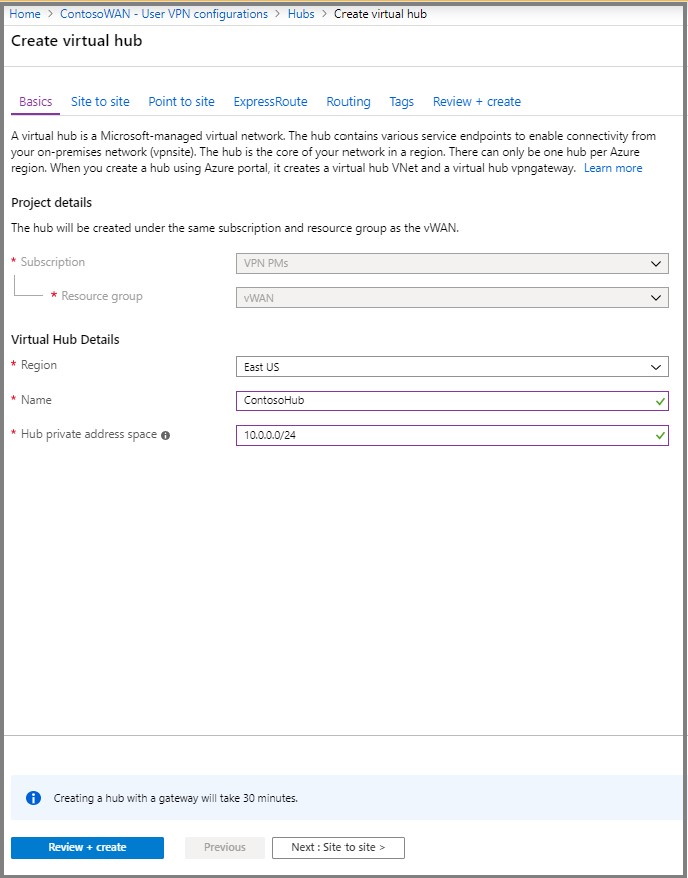 Home > ContosoWAN - User VPN configurations > Hubs > Create virtual hub
Create virtual hub
Basics Site to site Point to site ExpressRoute Routing Tags Review + create
A virtual hub is a Microsoft-managed virtual network. The hub contains various service endpoints to enable connectivity from
your on-premises network (vpnsite). The hub is the core of your network in a region. There can only be one hub per Azure
region. When you create a hub using Azure portal, it creates a virtual hub VNet and a virtual hub vpngateway. Learn more
Project details
The hub will be created under the same subscription and resource group as the vWAN.
* Subscription VPN PMs
* Resource group vWAN
Virtual Hub Details
* Region East US
* Name ContosoHub
* Hub private address space 10.0.0.0/24
Creating a hub with a gateway will take 30 minutes.
Review + create Previous Next : Site to site >